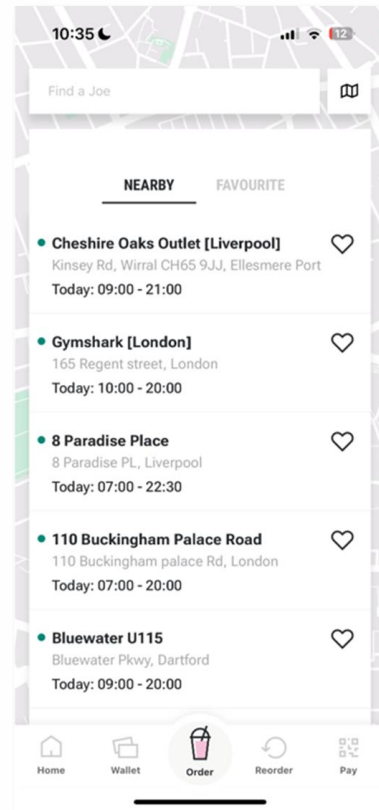 10:35
12
Find a Joe
NEARBY FAVOURITE
Cheshire Oaks Outlet [Liverpool]
Kinsey Rd, Wirral CH65 9JJ, Ellesmere Port
Today: 09:00 - 21:00
Gymshark [London]
165 Regent street, London
Today: 10:00 - 20:00
8 Paradise Place
8 Paradise PL, Liverpool
Today: 07:00 - 22:30
110 Buckingham Palace Road
110 Buckingham palace Rd, London
Today: 07:00 - 20:00
Bluewater U115
Bluewater Pkwy, Dartford
Today: 09:00 - 20:00
Home Wallet Order Reorder Pay